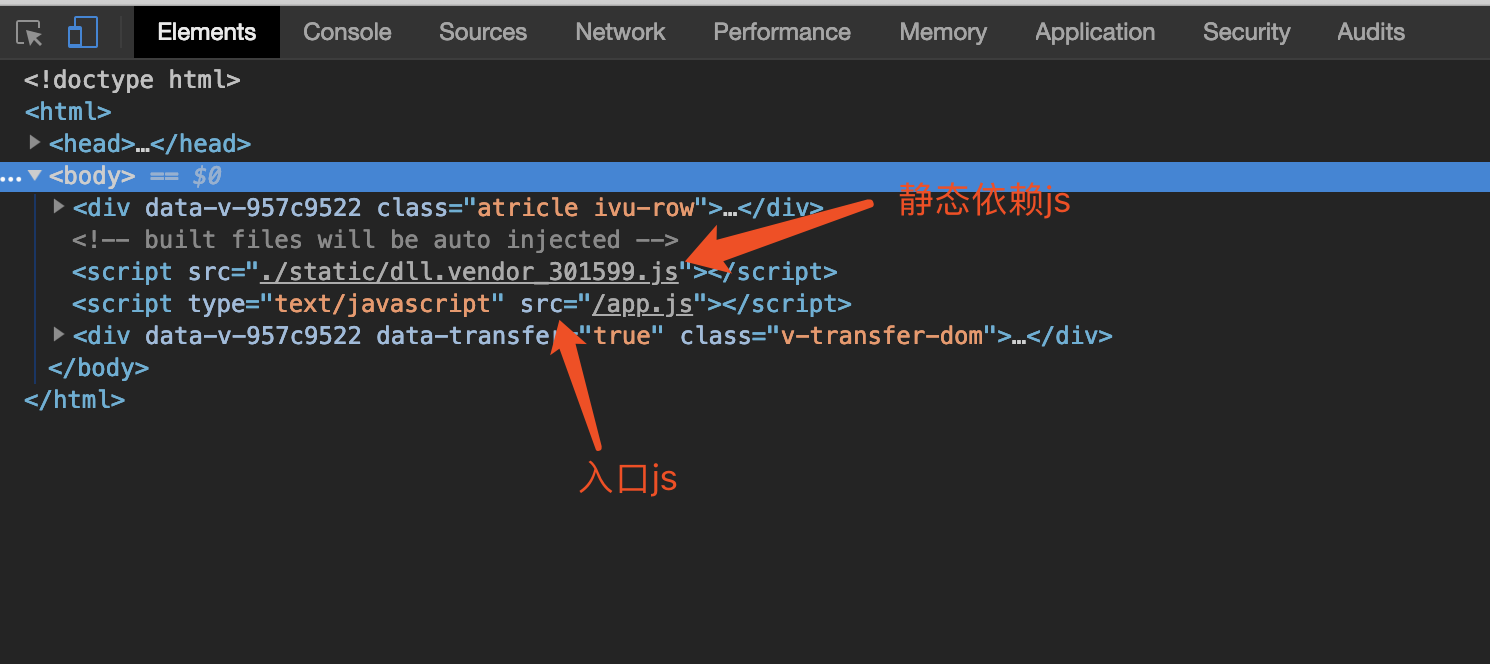 Elements Console Sources Network Performance Memory Application Security Audits
<!doctype html>
<html>
<head>…</head>
<body> == $0
<div data-v-957c9522 class="atricle ivu-row">…</div>
静态依赖js
<!-- built files will be auto injected -->
<script src="./static/dll.vendor_301599.js"></script>
<script type="text/javascript" src="/app.js"></script>
<div data-v-957c9522 data-transfer="true" class="v-transfer-dom">…</div>
</body>
</html>
入口js